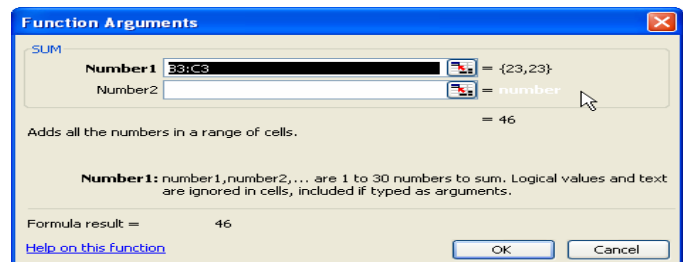 Function Arguments
SUM
Number1 B3:C3 = {23,23}
Number2 = number
= 46
Adds all the numbers in a range of cells.
Number1: number1,number2,... are 1 to 30 numbers to sum. Logical values and text
are ignored in cells, included if typed as arguments.
Formula result = 46
Help on this function OK Cancel